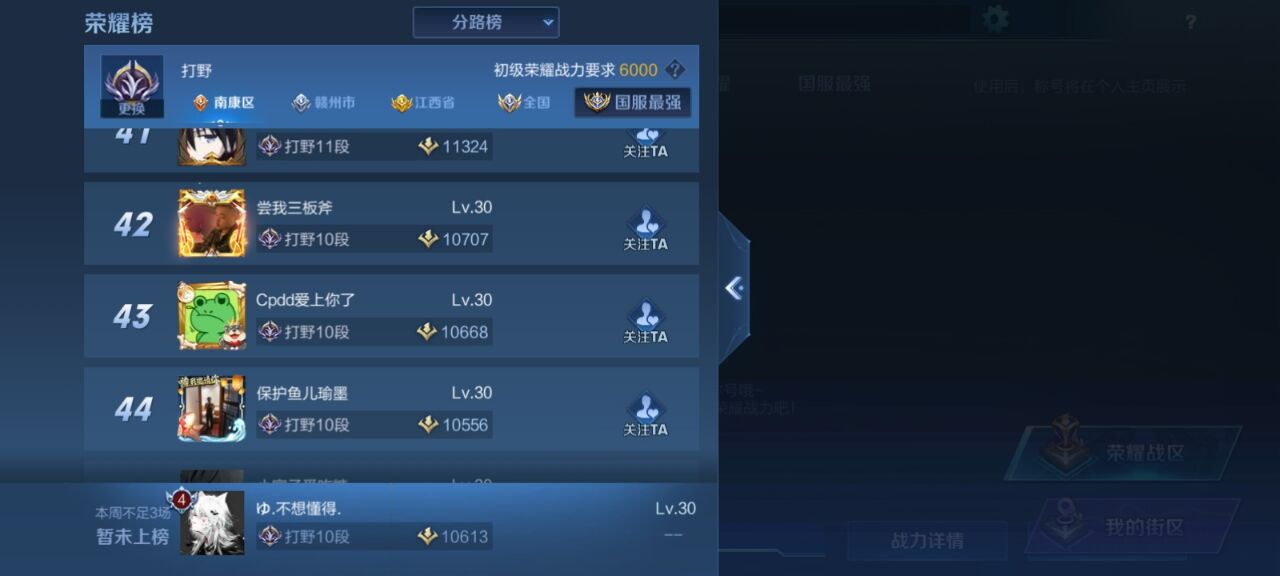 荣耀榜
分路榜
打野
初级荣耀战力要求 6000 ?
更换
南康区 赣州市 江西省 全国 国服最强
41
打野11段 11324
关注TA
42
尝我三板斧 Lv.30
打野10段 10707
关注TA
43
Cpdd爱上你了 Lv.30
打野10段 10668
关注TA
44
保护鱼儿瑜墨 Lv.30
打野10段 10556
关注TA
本周不足3场
暂未上榜
4
ゆ.不想懂得. Lv.30
打野10段 10613
--
?
国服最强
使用后，称号将在个人主页展示
荣耀战力吧!
荣耀战区
我的街区
战力详情